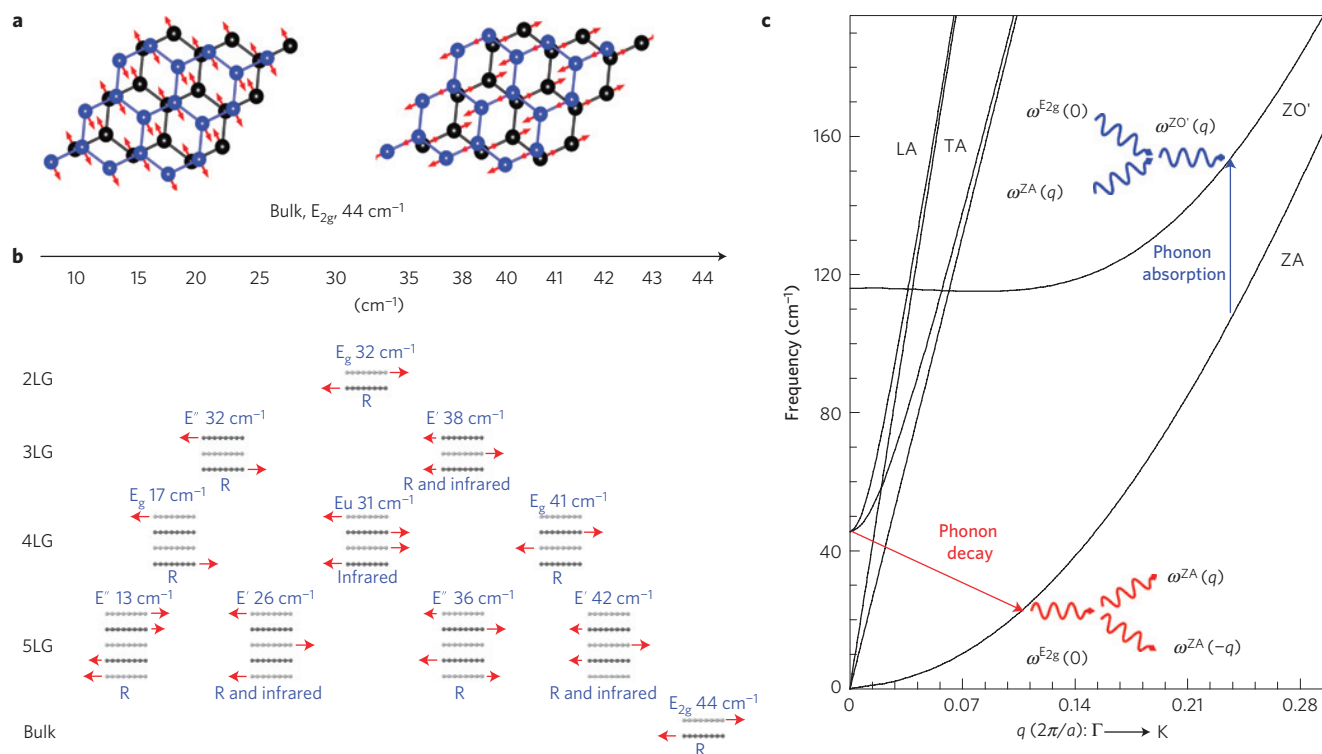 a
Bulk, E2g, 44 cm⁻¹
b
10 15 20 25 30 35 38 40 41 42 43 44
(cm⁻¹)
2LG
Eg 32 cm⁻¹
R
3LG
E″ 32 cm⁻¹
R
E′ 38 cm⁻¹
R and infrared
4LG
Eg 17 cm⁻¹
R
Eu 31 cm⁻¹
Infrared
Eg 41 cm⁻¹
R
5LG
E″ 13 cm⁻¹
R
E′ 26 cm⁻¹
R and infrared
E″ 36 cm⁻¹
R
E′ 42 cm⁻¹
R and infrared
Bulk
E2g 44 cm⁻¹
R
c
Frequency (cm⁻¹)
160
120
80
40
0
LA
TA
ZO′
ZA
ωE2g(0)
ωZO′(q)
ωZA(q)
Phonon
absorption
Phonon
decay
ωZA(q)
ωZA(−q)
ωE2g(0)
0 0.07 0.14 0.21 0.28
q (2π/a): Γ ⟶ K